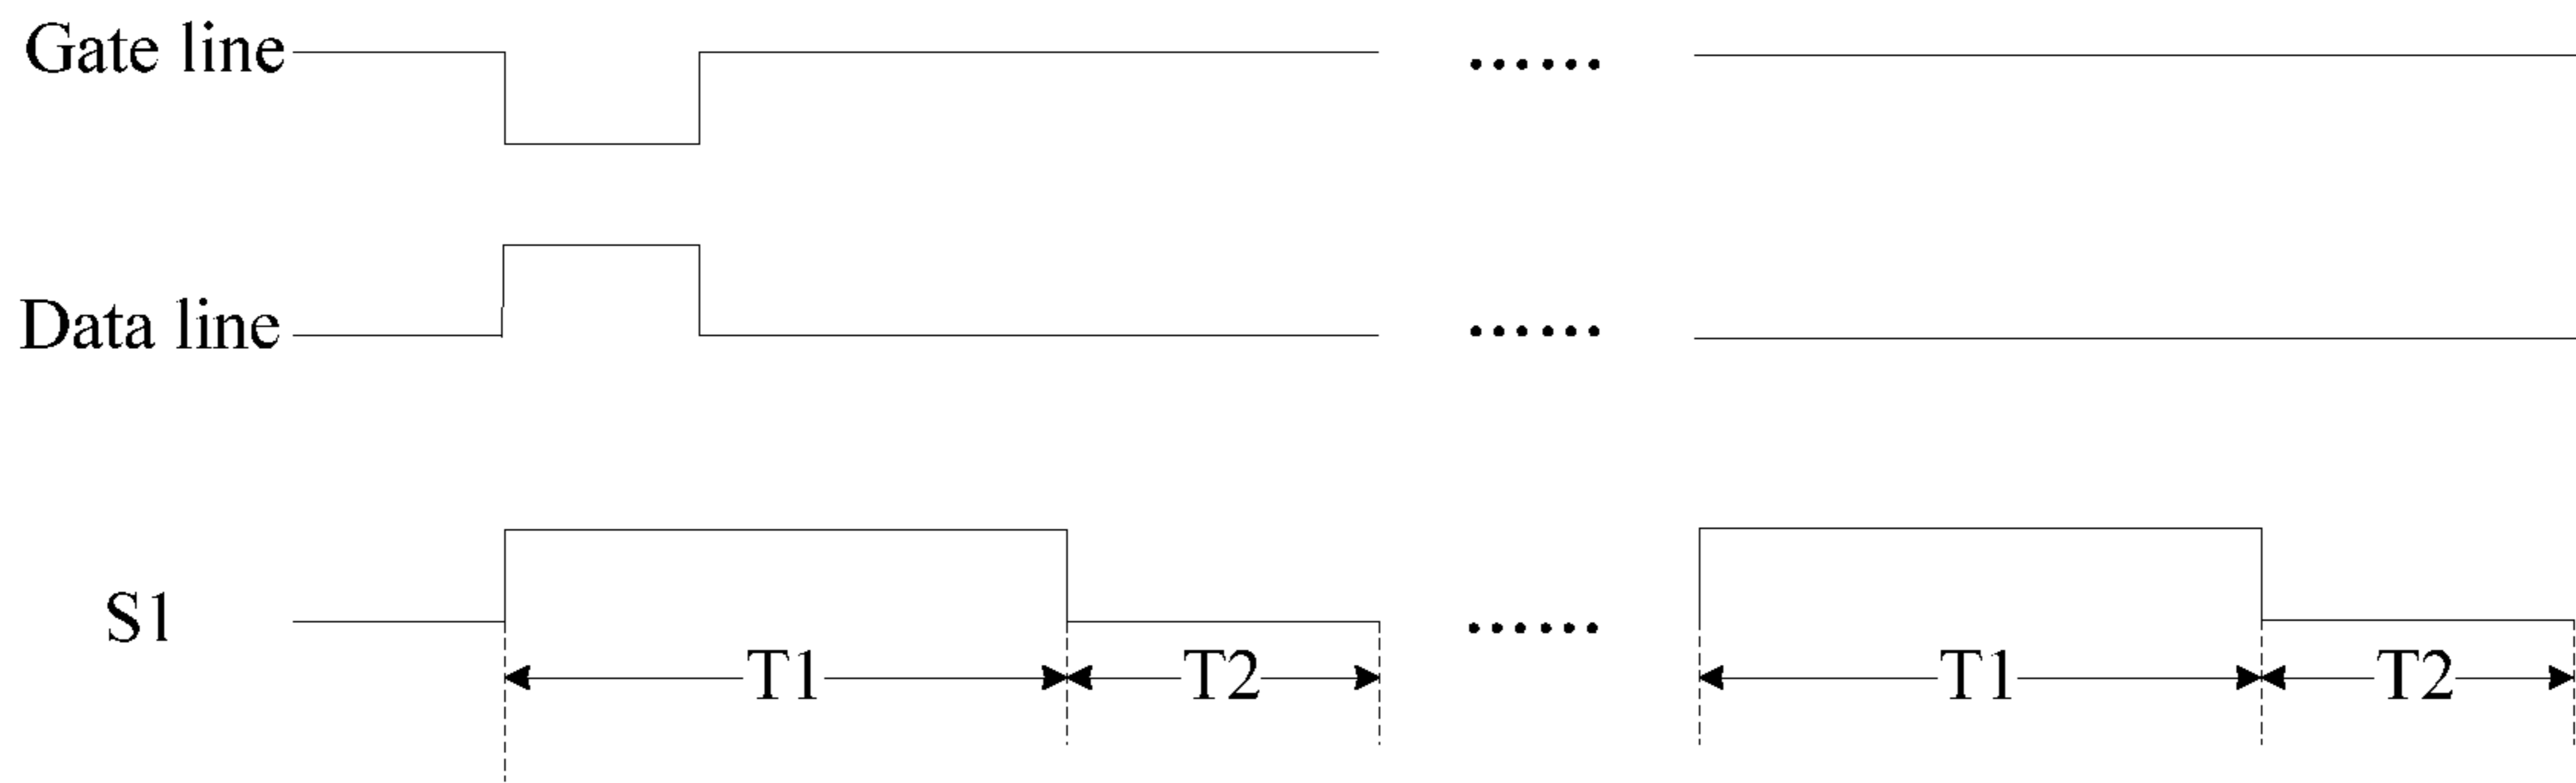 Gate line ......
Data line ......
S1 ......
T1 T2 T1 T2